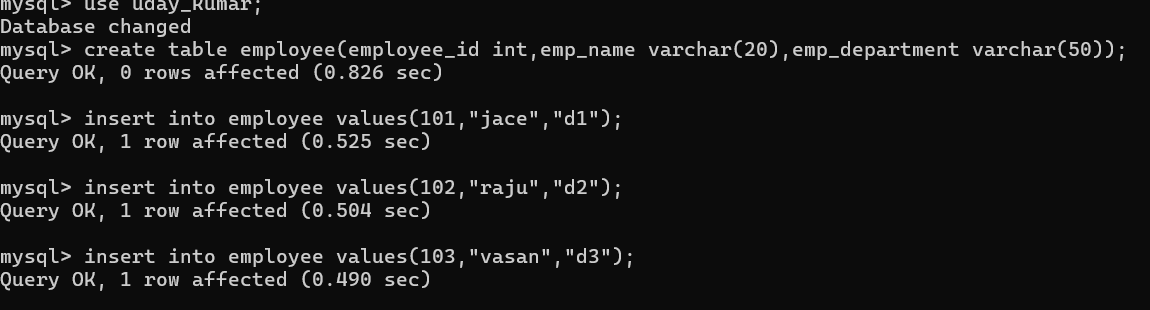 mysql> use uday_kumar;
Database changed
mysql> create table employee(employee_id int,emp_name varchar(20),emp_department varchar(50));
Query OK, 0 rows affected (0.826 sec)
mysql> insert into employee values(101,"jace","d1");
Query OK, 1 row affected (0.525 sec)
mysql> insert into employee values(102,"raju","d2");
Query OK, 1 row affected (0.504 sec)
mysql> insert into employee values(103,"vasan","d3");
Query OK, 1 row affected (0.490 sec)